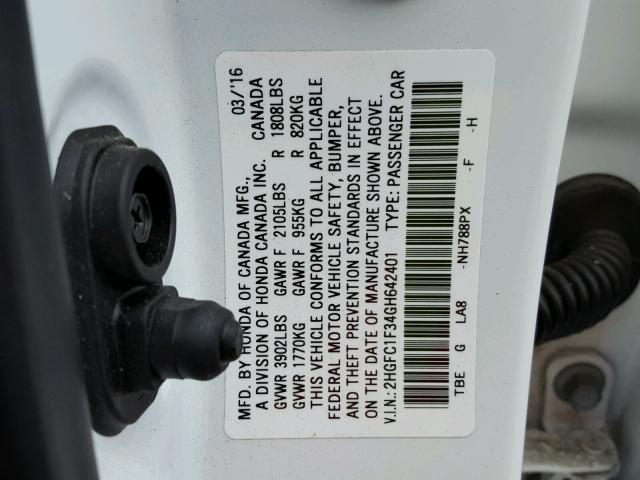 MFD. BY HONDA OF CANADA MFG., 03/'16
A DIVISION OF HONDA CANADA INC. CANADA
GVWR 3902LBS GAWR F 2105LBS R 1808LBS
GVWR 1770KG GAWR F 955KG R 820KG
THIS VEHICLE CONFORMS TO ALL APPLICABLE
FEDERAL MOTOR VEHICLE SAFETY, BUMPER,
AND THEFT PREVENTION STANDARDS IN EFFECT
ON THE DATE OF MANUFACTURE SHOWN ABOVE.
V.I.N.: 2HGFC1F34GH642401 TYPE: PASSENGER CAR
TBE G LA8 -NH788PX -F -H